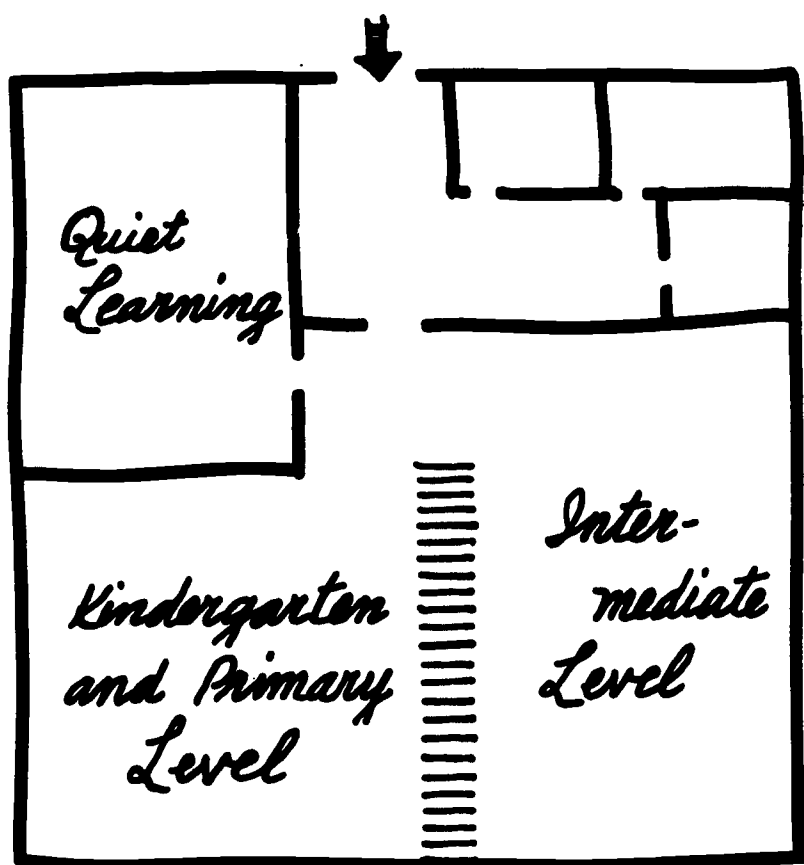 Quiet
Learning
Inter-
mediate
Level
Kindergarten
and Primary
Level